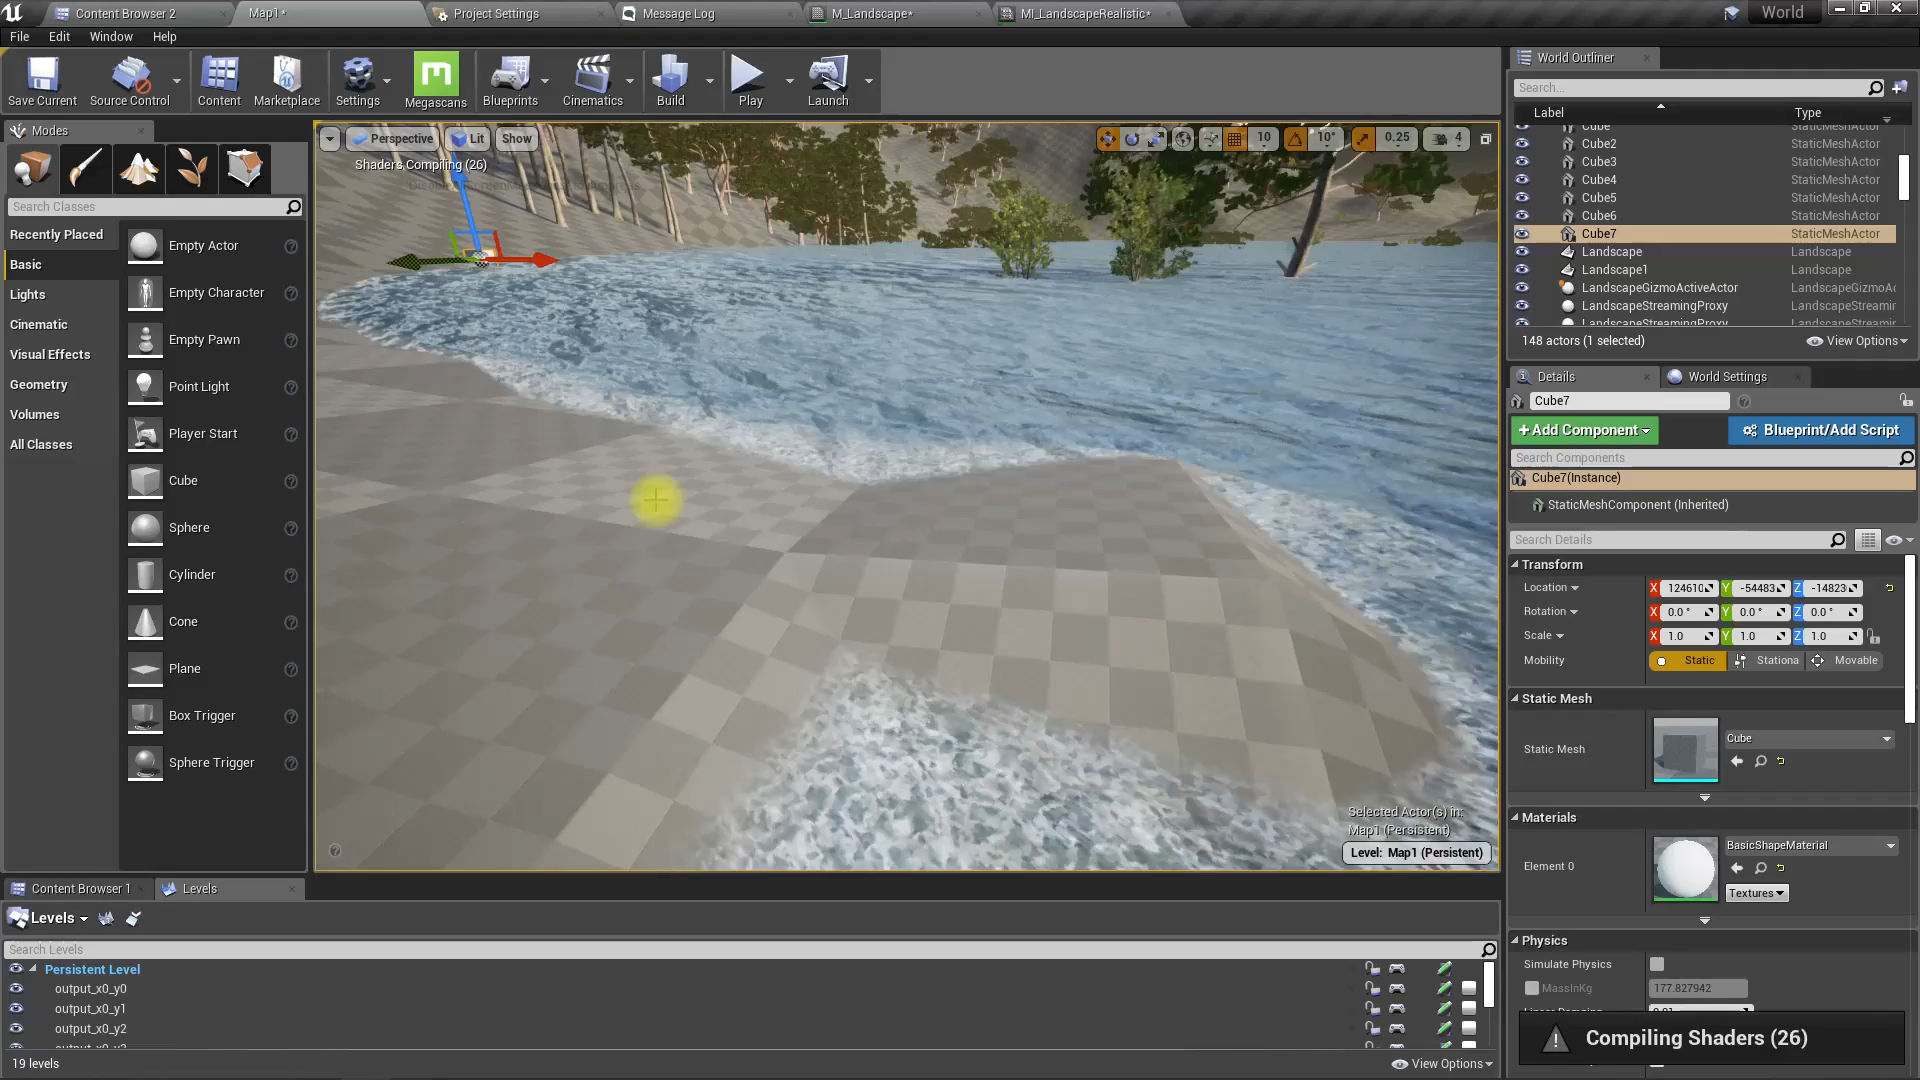 Content Browser 2
Map1*
Project Settings
Message Log
M_Landscape*
MI_LandscapeRealistic*
World
File
Edit
Window
Help
Save Current
Source Control
Content
Marketplace
Settings
Megascans
Blueprints
Cinematics
Build
Play
Launch
Modes
Search Classes
Recently Placed
Basic
Lights
Cinematic
Visual Effects
Geometry
Volumes
All Classes
Empty Actor
Empty Character
Empty Pawn
Point Light
Player Start
Cube
Sphere
Cylinder
Cone
Plane
Box Trigger
Sphere Trigger
Perspective
Lit
Show
10
10°
0.25
4
Shaders Compiling (26)
Selected Actor(s) in:
Map1 (Persistent)
Level: Map1 (Persistent)
World Outliner
Search...
Label
Type
Cube
StaticMeshActor
Cube2
StaticMeshActor
Cube3
StaticMeshActor
Cube4
StaticMeshActor
Cube5
StaticMeshActor
Cube6
StaticMeshActor
Cube7
StaticMeshActor
Landscape
Landscape
Landscape1
Landscape
LandscapeGizmoActiveActor
LandscapeGizmoAc
LandscapeStreamingProxy
LandscapeStreamir
LandscapeStreamingProxy
LandscapeStreamir
148 actors (1 selected)
View Options
Details
World Settings
Cube7
+Add Component
Blueprint/Add Script
Search Components
Cube7(Instance)
StaticMeshComponent (Inherited)
Search Details
Transform
Location
X
12461
Y
-54483
Z
-14823
Rotation
X
0.0 °
Y
0.0 °
Z
0.0 °
Scale
X
1.0
Y
1.0
Z
1.0
Mobility
Static
Stationa
Movable
Static Mesh
Static Mesh
Cube
Materials
Element 0
BasicShapeMaterial
Textures
Physics
Simulate Physics
MassInKg
177.827942
Compiling Shaders (26)
Content Browser 1
Levels
Levels
Search Levels
Persistent Level
output_x0_y0
output_x0_y1
output_x0_y2
19 levels
View Options